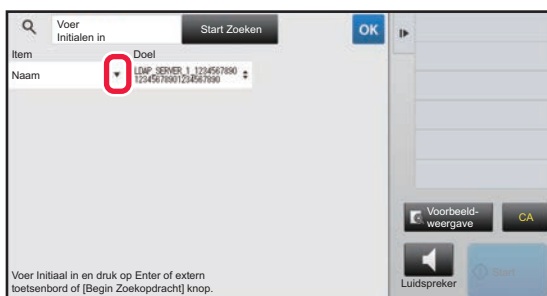 Voer
Initialen in
Start Zoeken
OK
Item
Doel
Naam
LDAP_SERVER_1_1234567890
12345678901234567890
Voorbeeld-
weergave
CA
Luidspreker
Start
Voer Initiaal in en druk op Enter of extern
toetsenbord of [Begin Zoekopdracht] knop.